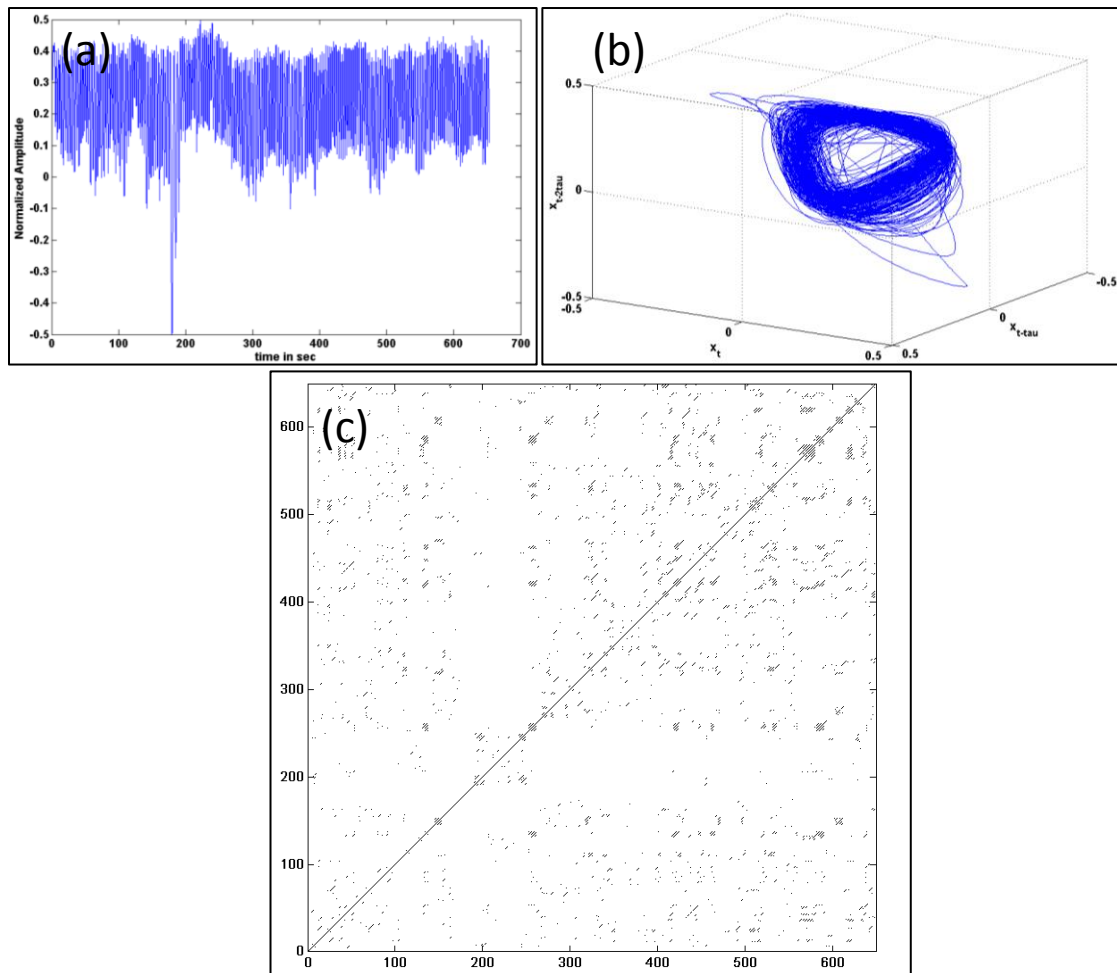 (a)
0.5
0.4
0.3
0.2
0.1
0
-0.1
-0.2
-0.3
-0.4
-0.5
Normalized Amplitude
0 100 200 300 400 500 600 700
time in sec
(b)
0.5
0
-0.5
x_{t-2tau}
-0.5 0 0.5
x_t
0.5 0 -0.5
x_{t-tau}
(c)
600
500
400
300
200
100
0
0 100 200 300 400 500 600